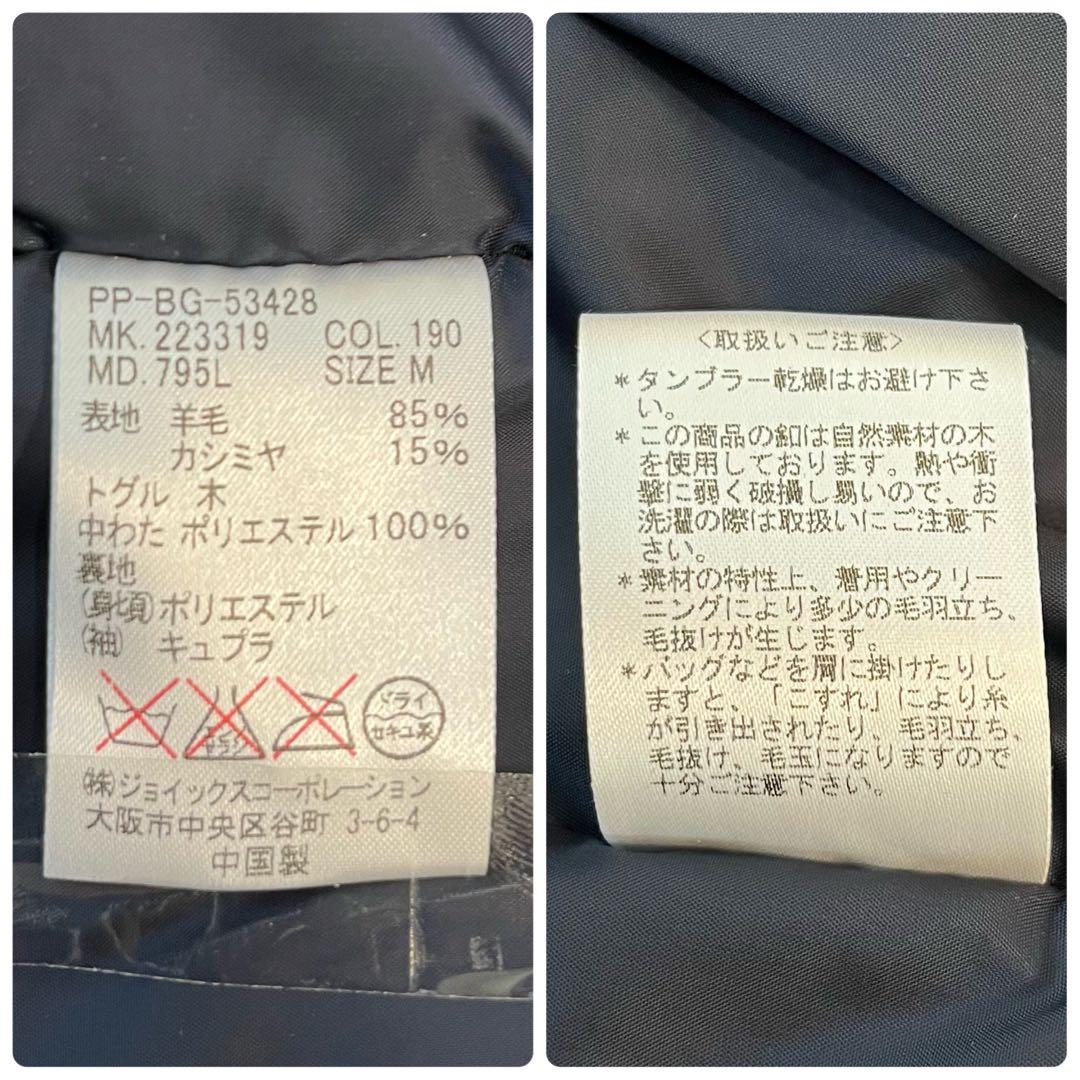 PP-BG-53428
MK. 223319 COL. 190
MD. 795L SIZE M
表地 羊毛 85%
カシミヤ 15%
トグル 木
中わた ポリエステル 100%
裏地
(身頃) ポリエステル
(袖) キュプラ
エンソサラシ
ドライ
セキユ系
(株)ジョイックスコーポレーション
大阪市中央区谷町 3-6-4
中国製
<取扱いご注意>
*タンブラー乾燥はお避け下さ
い。
*この商品の釦は自然素材の木
を使用しております。熱や衝
撃に弱く破損し易いので、お
洗濯の際は取扱いにご注意下
さい。
*素材の特性上、着用やクリー
ニングにより多少の毛羽立ち、
毛抜けが生じます。
*バッグなどを肩に掛けたりし
ますと、「こすれ」により糸
が引き出されたり、毛羽立ち、
毛抜け、毛玉になりますので
十分ご注意下さい。